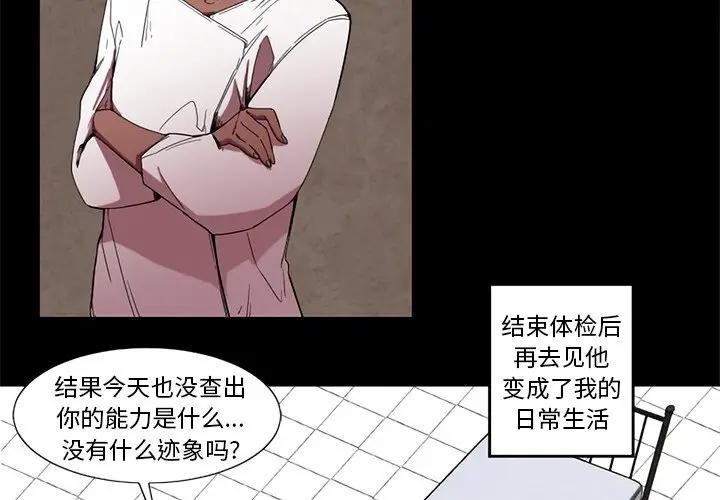 结束体检后
再去见他
变成了我的
日常生活
结果今天也没查出
你的能力是什么...
没有什么迹象吗?